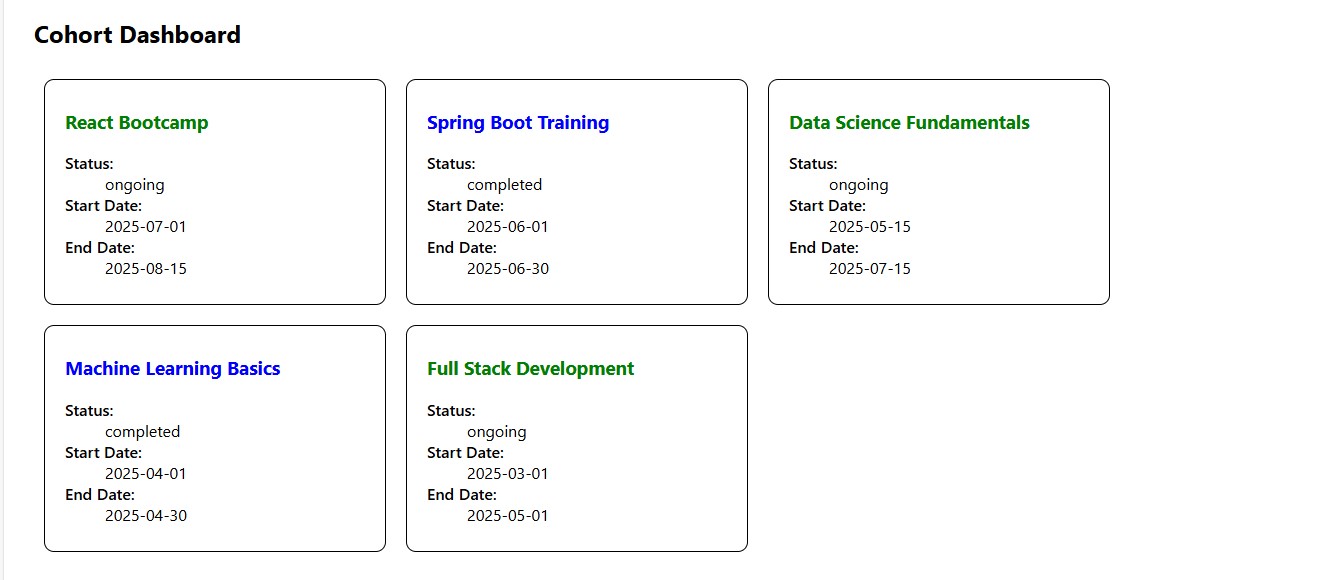 Cohort Dashboard
React Bootcamp
Status:
ongoing
Start Date:
2025-07-01
End Date:
2025-08-15
Spring Boot Training
Status:
completed
Start Date:
2025-06-01
End Date:
2025-06-30
Data Science Fundamentals
Status:
ongoing
Start Date:
2025-05-15
End Date:
2025-07-15
Machine Learning Basics
Status:
completed
Start Date:
2025-04-01
End Date:
2025-04-30
Full Stack Development
Status:
ongoing
Start Date:
2025-03-01
End Date:
2025-05-01